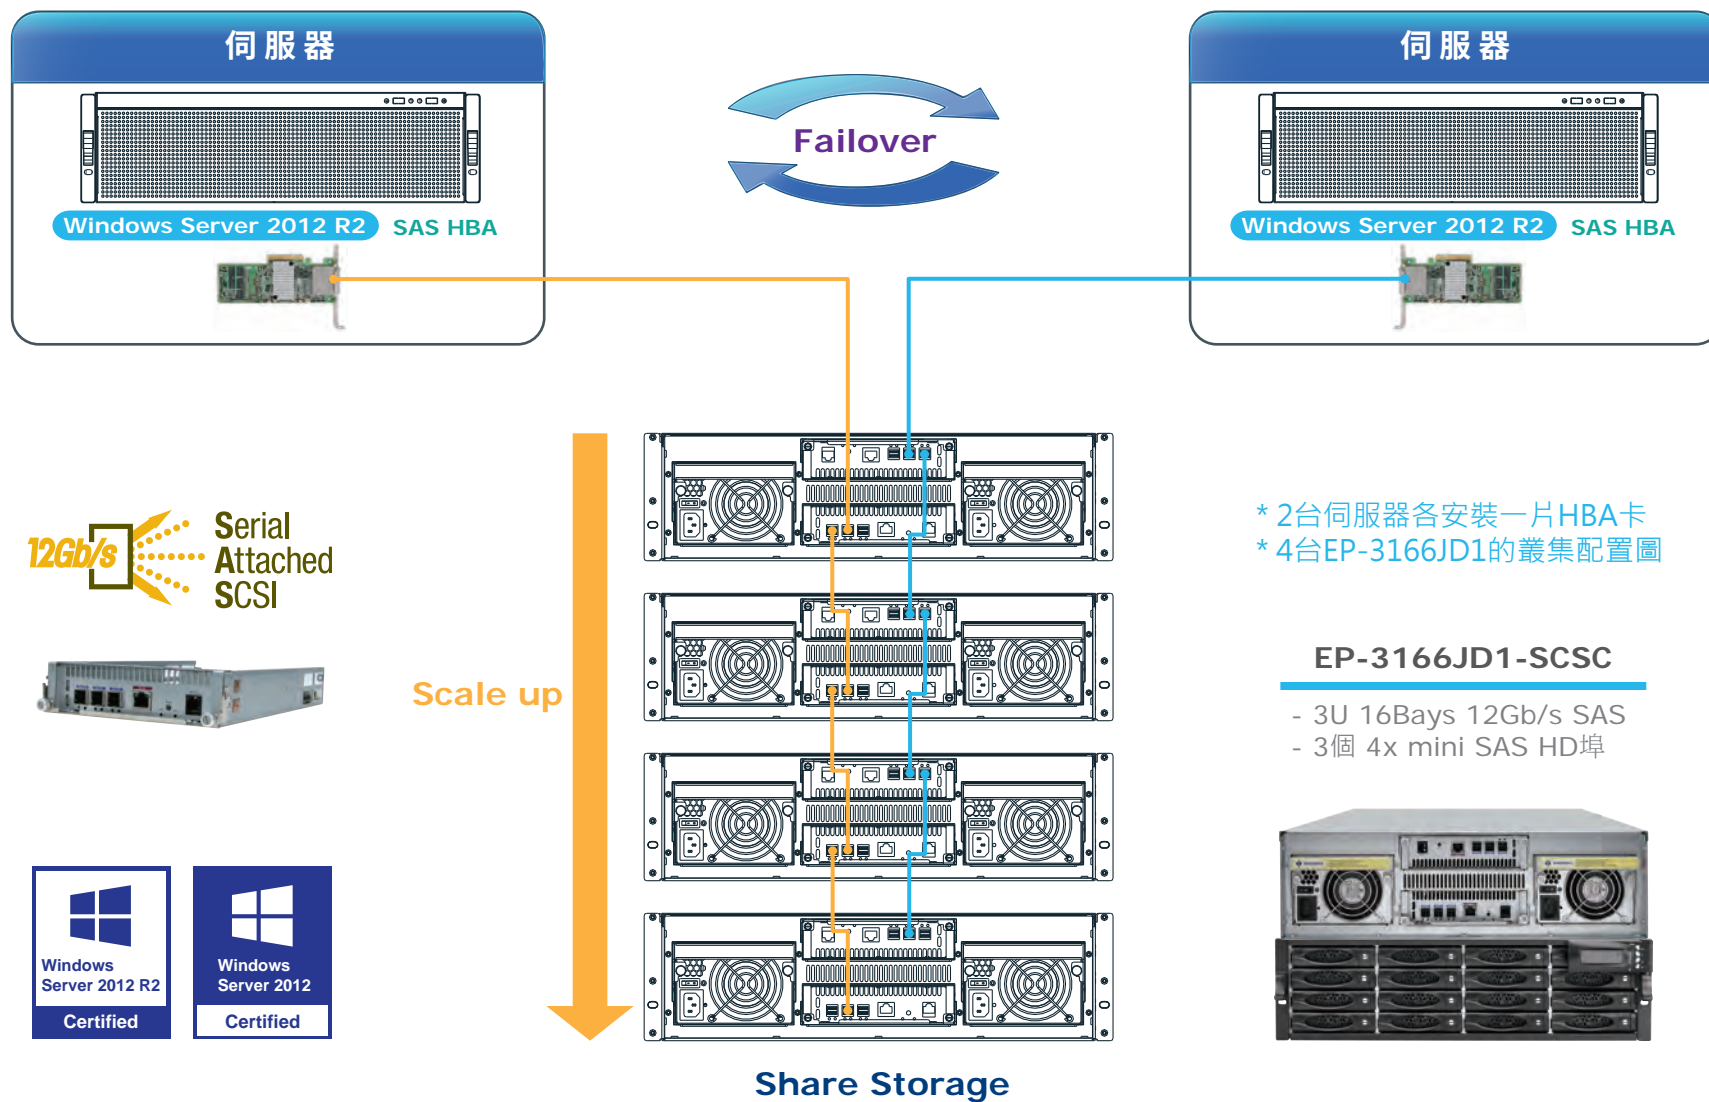 伺服器
伺服器
Failover
Windows Server 2012 R2 SAS HBA
Windows Server 2012 R2 SAS HBA
12Gb/s
Serial
Attached
SCSI
* 2台伺服器各安裝一片HBA卡
* 4台EP-3166JD1的叢集配置圖
Scale up
EP-3166JD1-SCSC
- 3U 16Bays 12Gb/s SAS
- 3個 4x mini SAS HD埠
Windows
Server 2012 R2
Certified
Windows
Server 2012
Certified
Share Storage